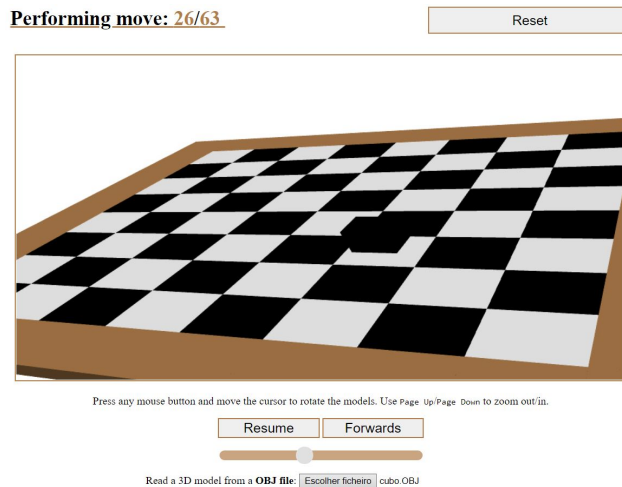 Performing move: 26/63
Reset
Press any mouse button and move the cursor to rotate the models. Use Page Up/Page Down to zoom out/in.
Resume
Forwards
Read a 3D model from a OBJ file: Escolher ficheiro cubo.OBJ